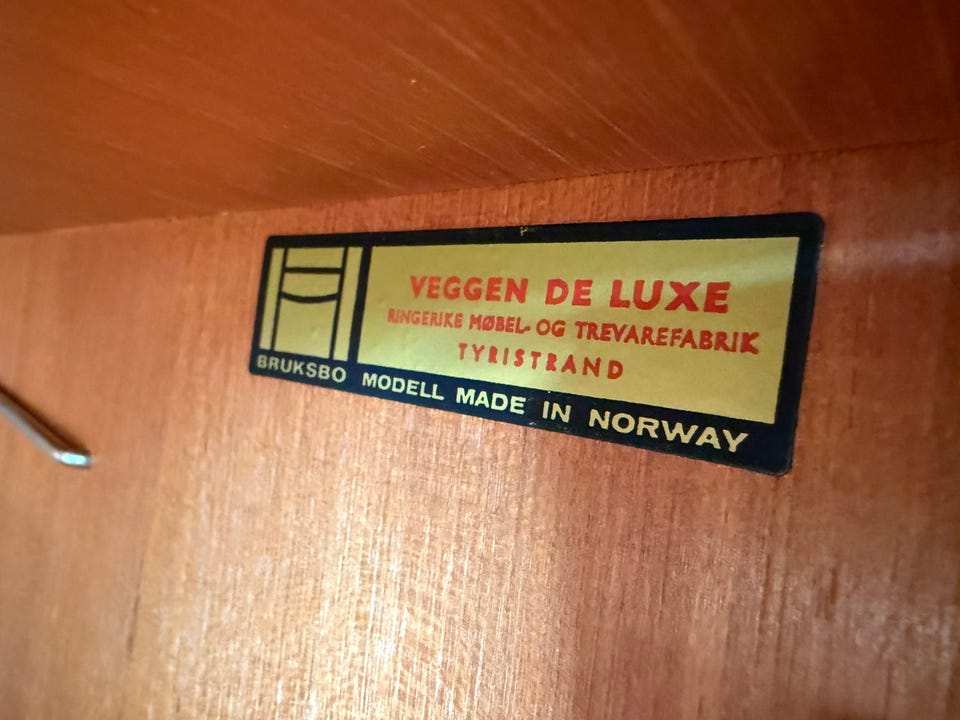 VEGGEN DE LUXE
RINGERIKE MØBEL- OG TREVAREFABRIK
TYRISTRAND
BRUKSBO MODELL MADE IN NORWAY